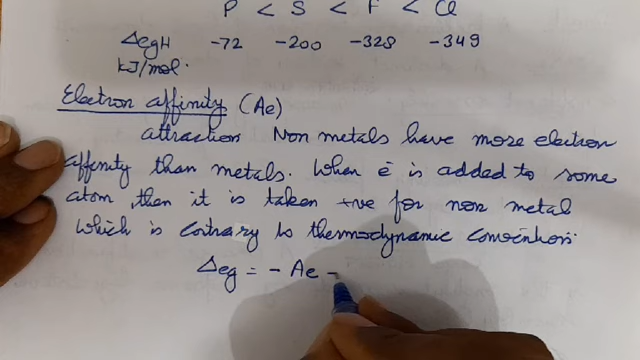 P < S < F < Cl
ΔegH -72 -200 -328 -349
kJ/mol.
Electron affinity (Ae)
attraction Non metals have more electron
affinity than metals. When e⁻ is added to some
atom, then it is taken +ve for non metal
which is contrary to thermodynamic convention.
Δeg = - Ae -